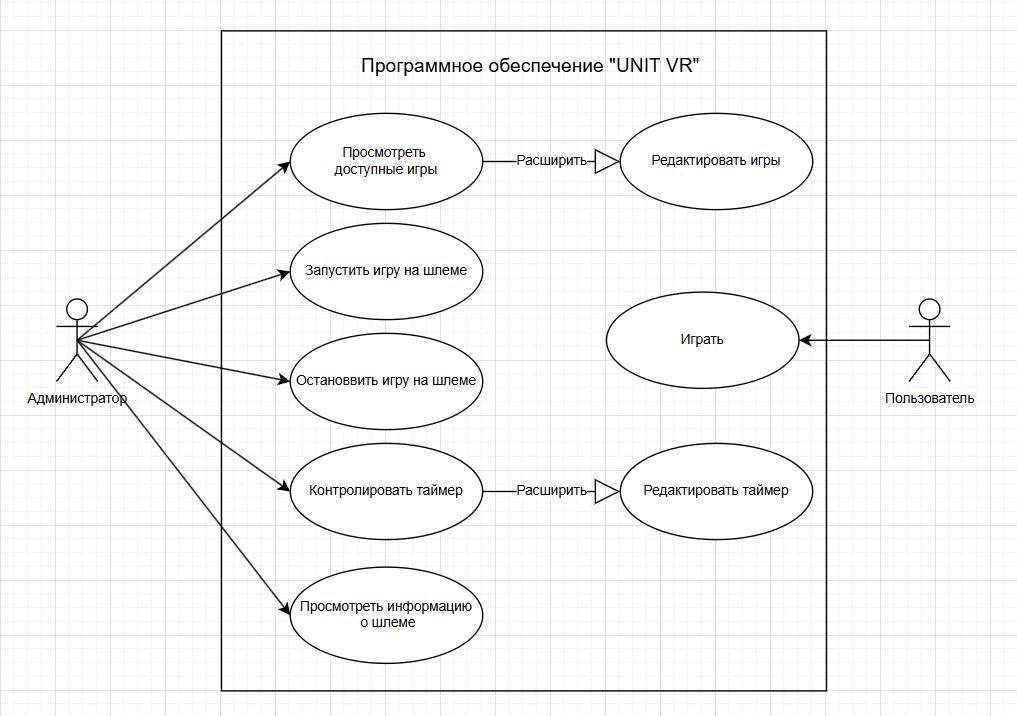 Программное обеспечение "UNIT VR"
Просмотреть
доступные игры
Расширить
Редактировать игры
Запустить игру на шлеме
Играть
Остановвить игру на шлеме
Администратор
Пользователь
Контролировать таймер
Расширить
Редактировать таймер
Просмотреть информацию
о шлеме